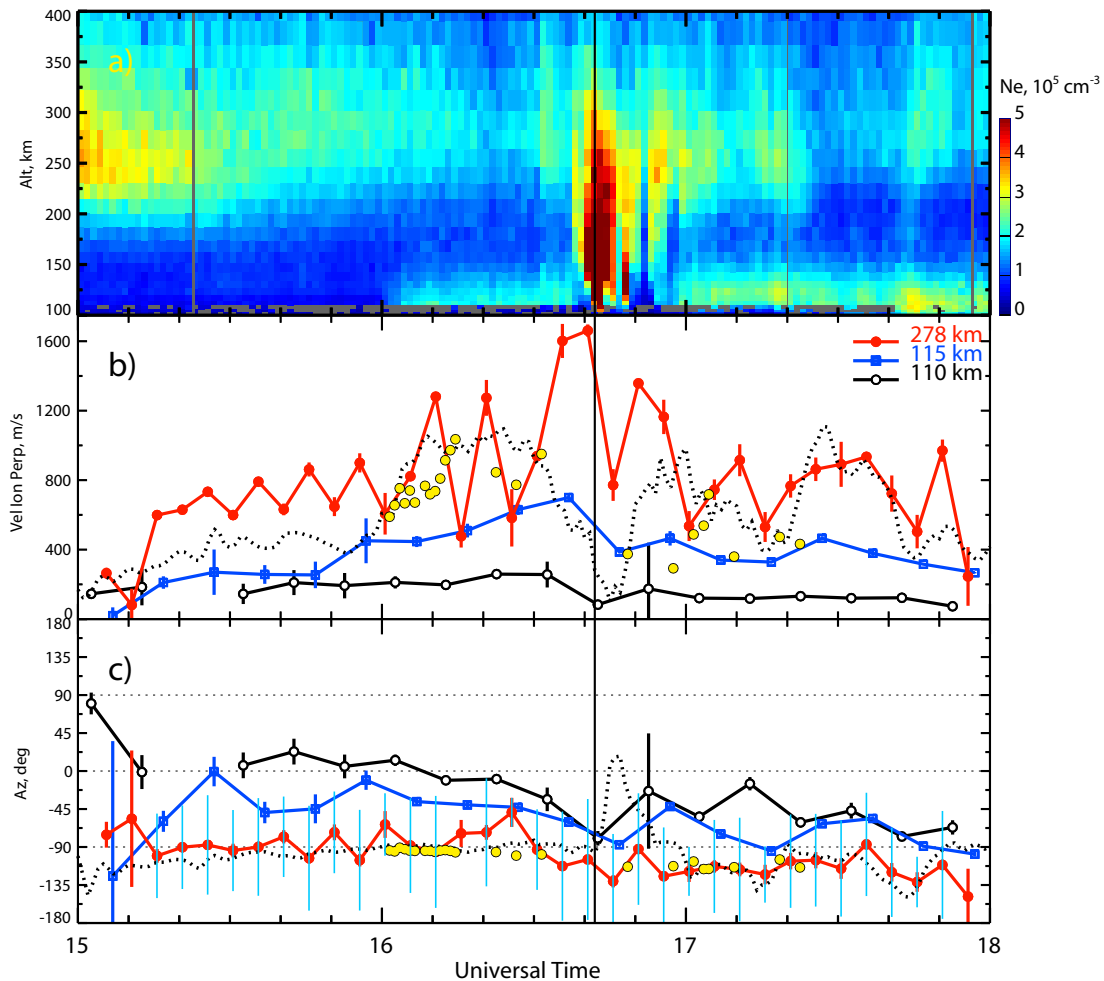 400
350
300
250
200
150
100
Alt, km
a)
Ne, 10⁵ cm⁻³
5
4
3
2
1
0
1600
1200
800
400
0
Vel Ion Perp, m/s
b)
278 km
115 km
110 km
180
135
90
45
0
-45
-90
-135
-180
Az, deg
c)
15
16
17
18
Universal Time